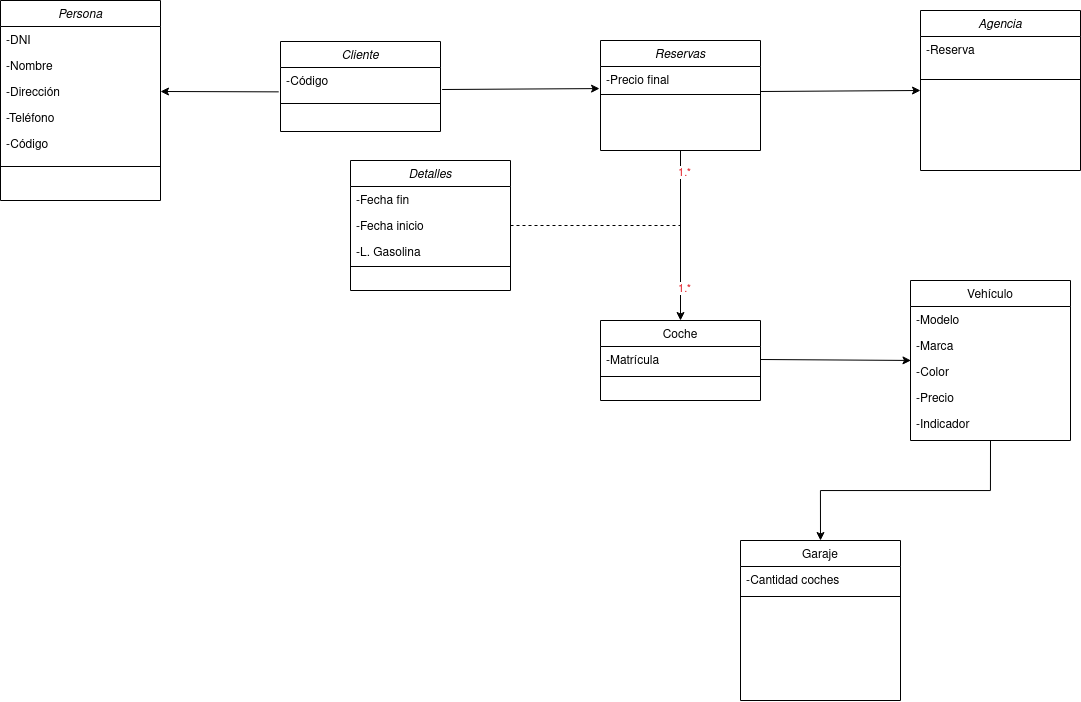 Persona
-DNI
-Nombre
-Dirección
-Teléfono
-Código
Cliente
-Código
Reservas
-Precio final
Agencia
-Reserva
1.*
Detalles
-Fecha fin
-Fecha inicio
-L. Gasolina
1.*
Coche
-Matrícula
Vehículo
-Modelo
-Marca
-Color
-Precio
-Indicador
Garaje
-Cantidad coches